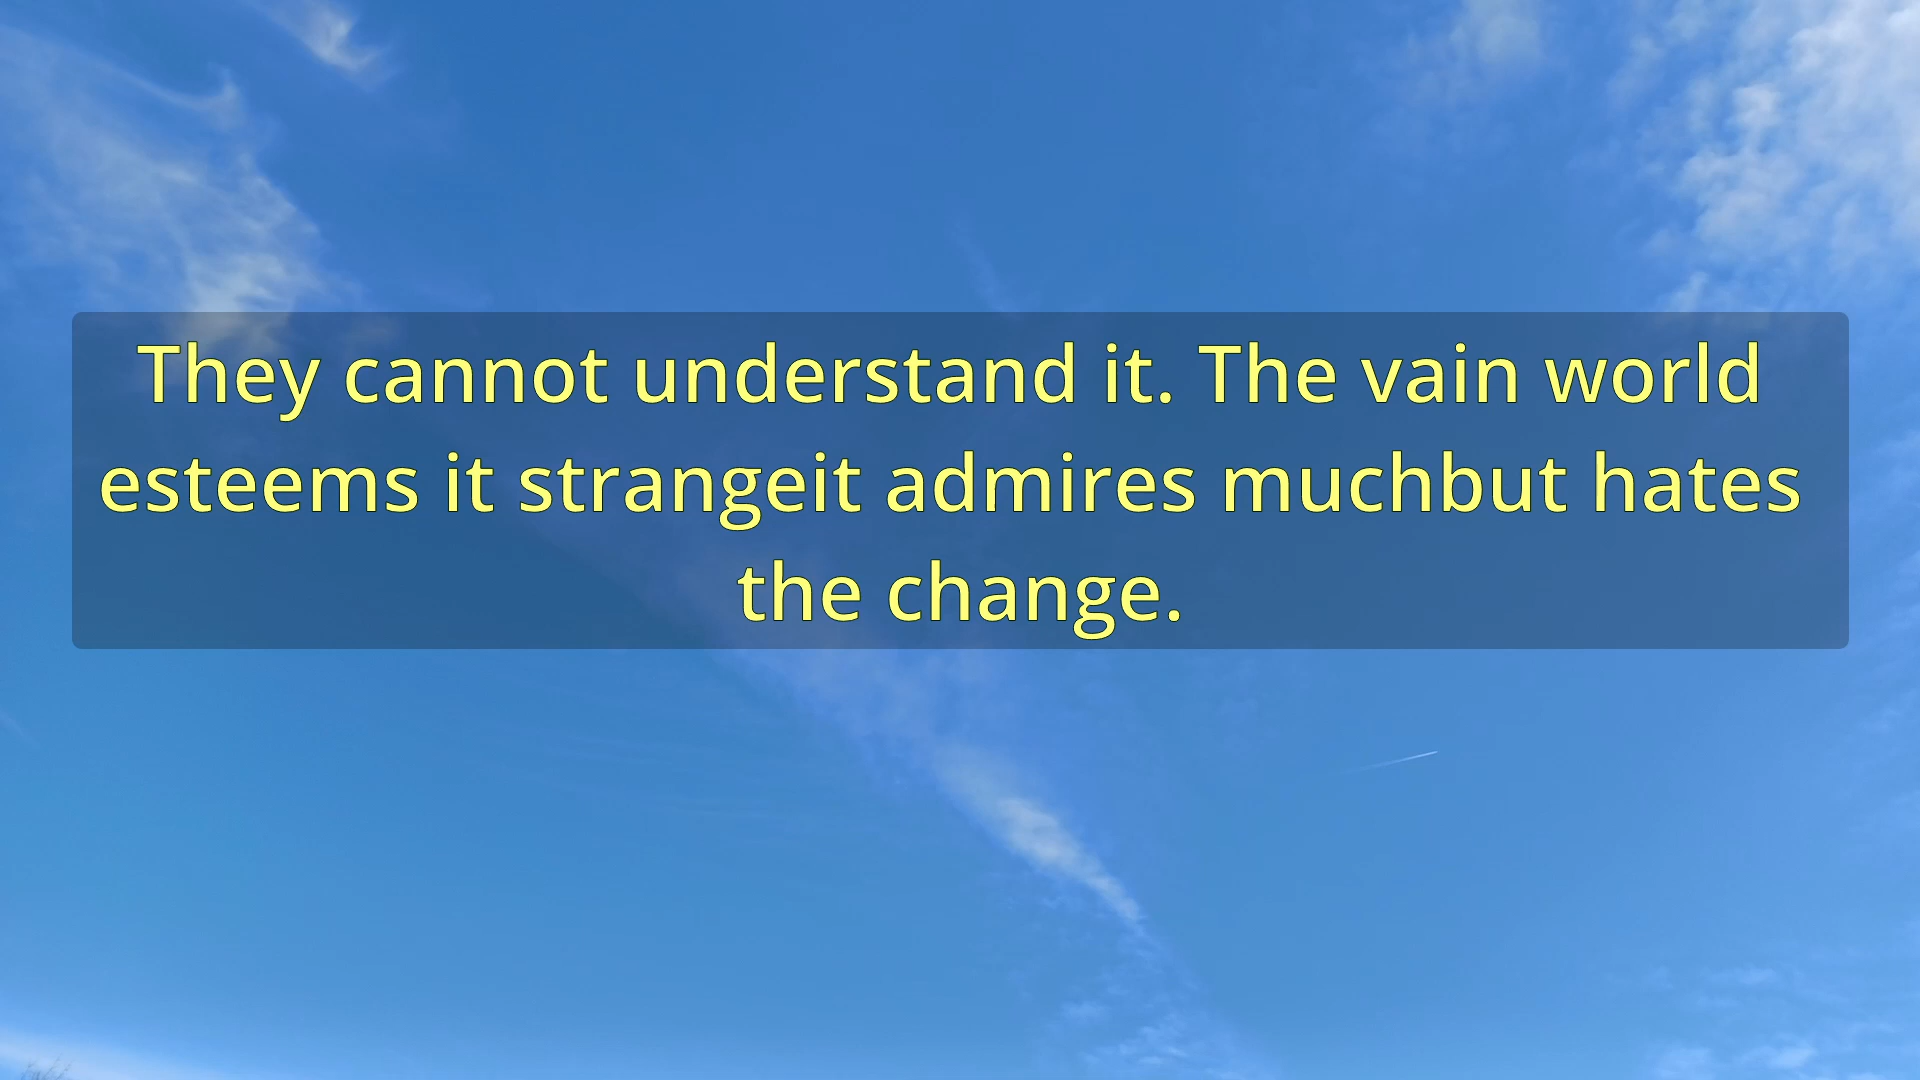 They cannot understand it. The vain world
esteems it strangeit admires muchbut hates
the change.